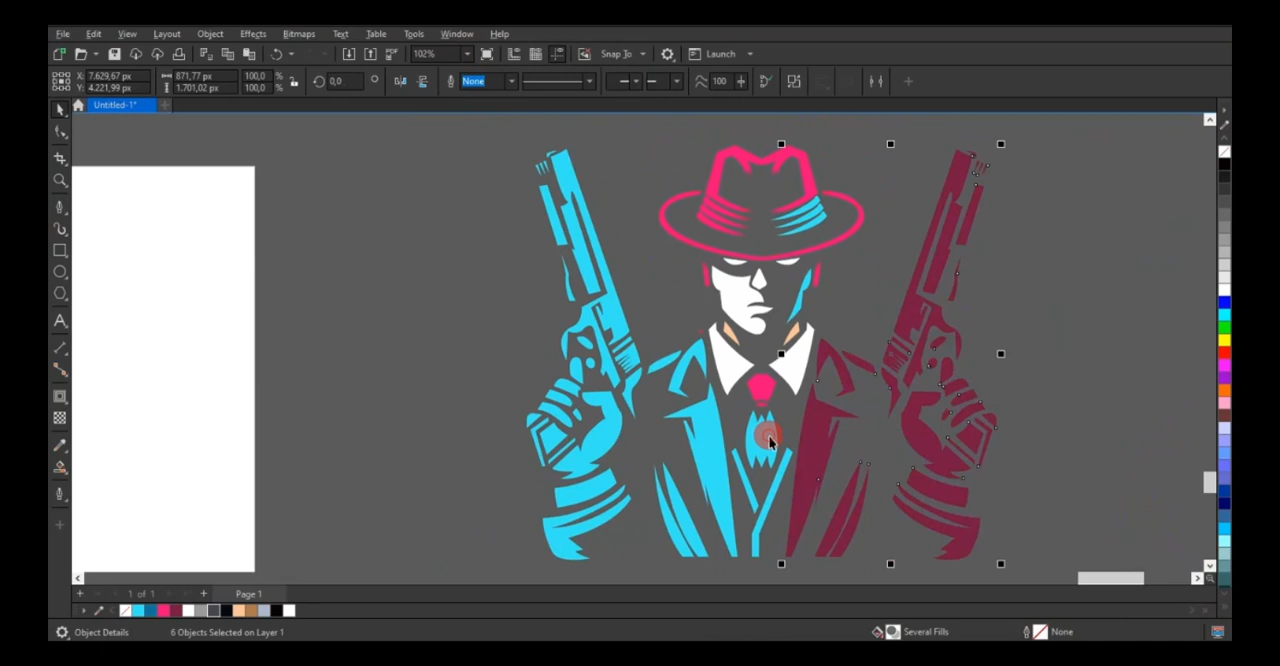 File Edit View Layout Object Effects Bitmaps Text Table Tools Window Help
PDF 102% Snap To Launch
X: 7.629,67 px 871,77 px 100,0 % 0,0 ° None 100
Y: 4.221,99 px 1.701,02 px 100,0 %
Untitled-1*
1 of 1 Page 1
Object Details 6 Objects Selected on Layer 1 Several Fills None